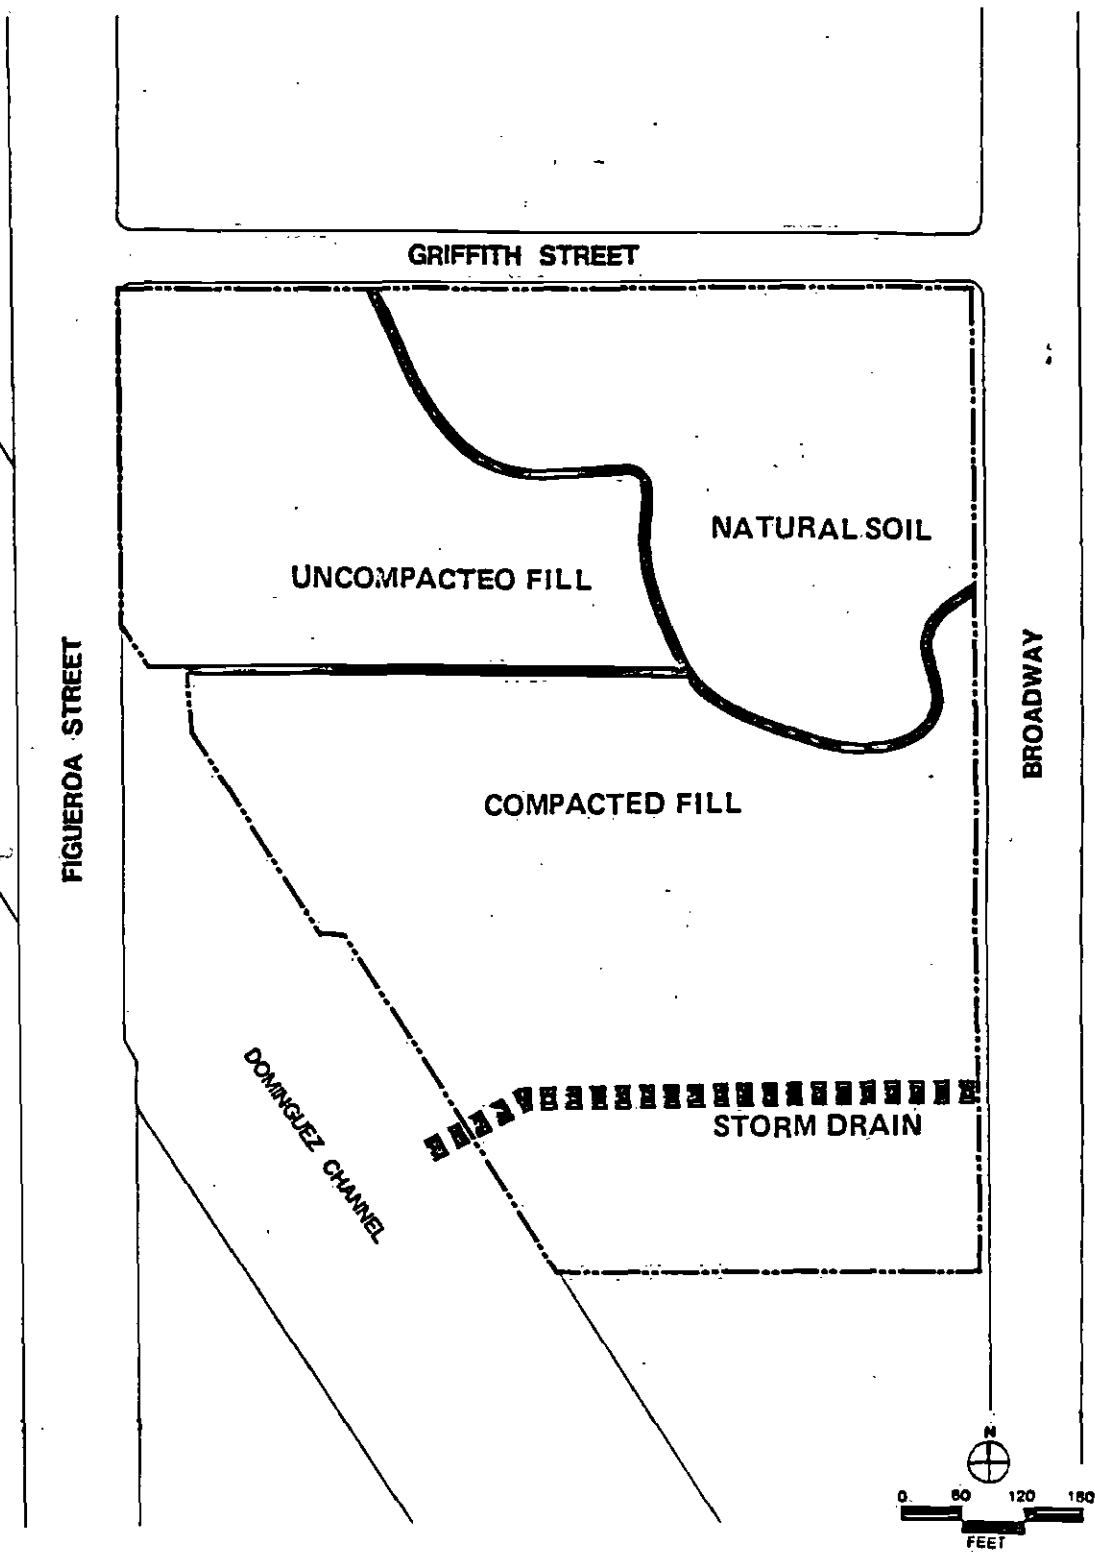 GRIFFITH STREET
NATURAL SOIL
UNCOMPACTEO FILL
FIGUEROA STREET
BROADWAY
COMPACTED FILL
DOMINGUEZ CHANNEL
STORM DRAIN
N
0 60 120 180
FEET